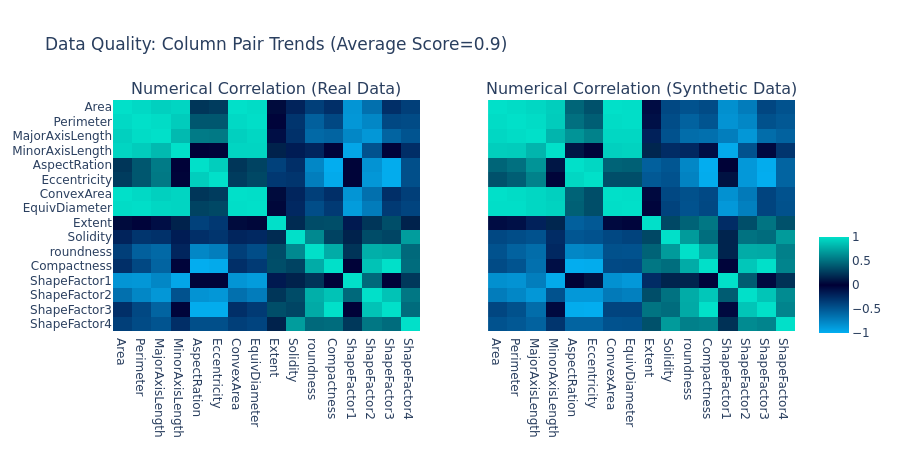 Data Quality: Column Pair Trends (Average Score=0.9)
Numerical Correlation (Real Data)
Numerical Correlation (Synthetic Data)
Area
Perimeter
MajorAxisLength
MinorAxisLength
AspectRation
Eccentricity
ConvexArea
EquivDiameter
Extent
Solidity
roundness
Compactness
ShapeFactor1
ShapeFactor2
ShapeFactor3
ShapeFactor4
Area
Perimeter
MajorAxisLength
MinorAxisLength
AspectRation
Eccentricity
ConvexArea
EquivDiameter
Extent
Solidity
roundness
Compactness
ShapeFactor1
ShapeFactor2
ShapeFactor3
ShapeFactor4
Area
Perimeter
MajorAxisLength
MinorAxisLength
AspectRation
Eccentricity
ConvexArea
EquivDiameter
Extent
Solidity
roundness
Compactness
ShapeFactor1
ShapeFactor2
ShapeFactor3
ShapeFactor4
1
0.5
0
−0.5
−1